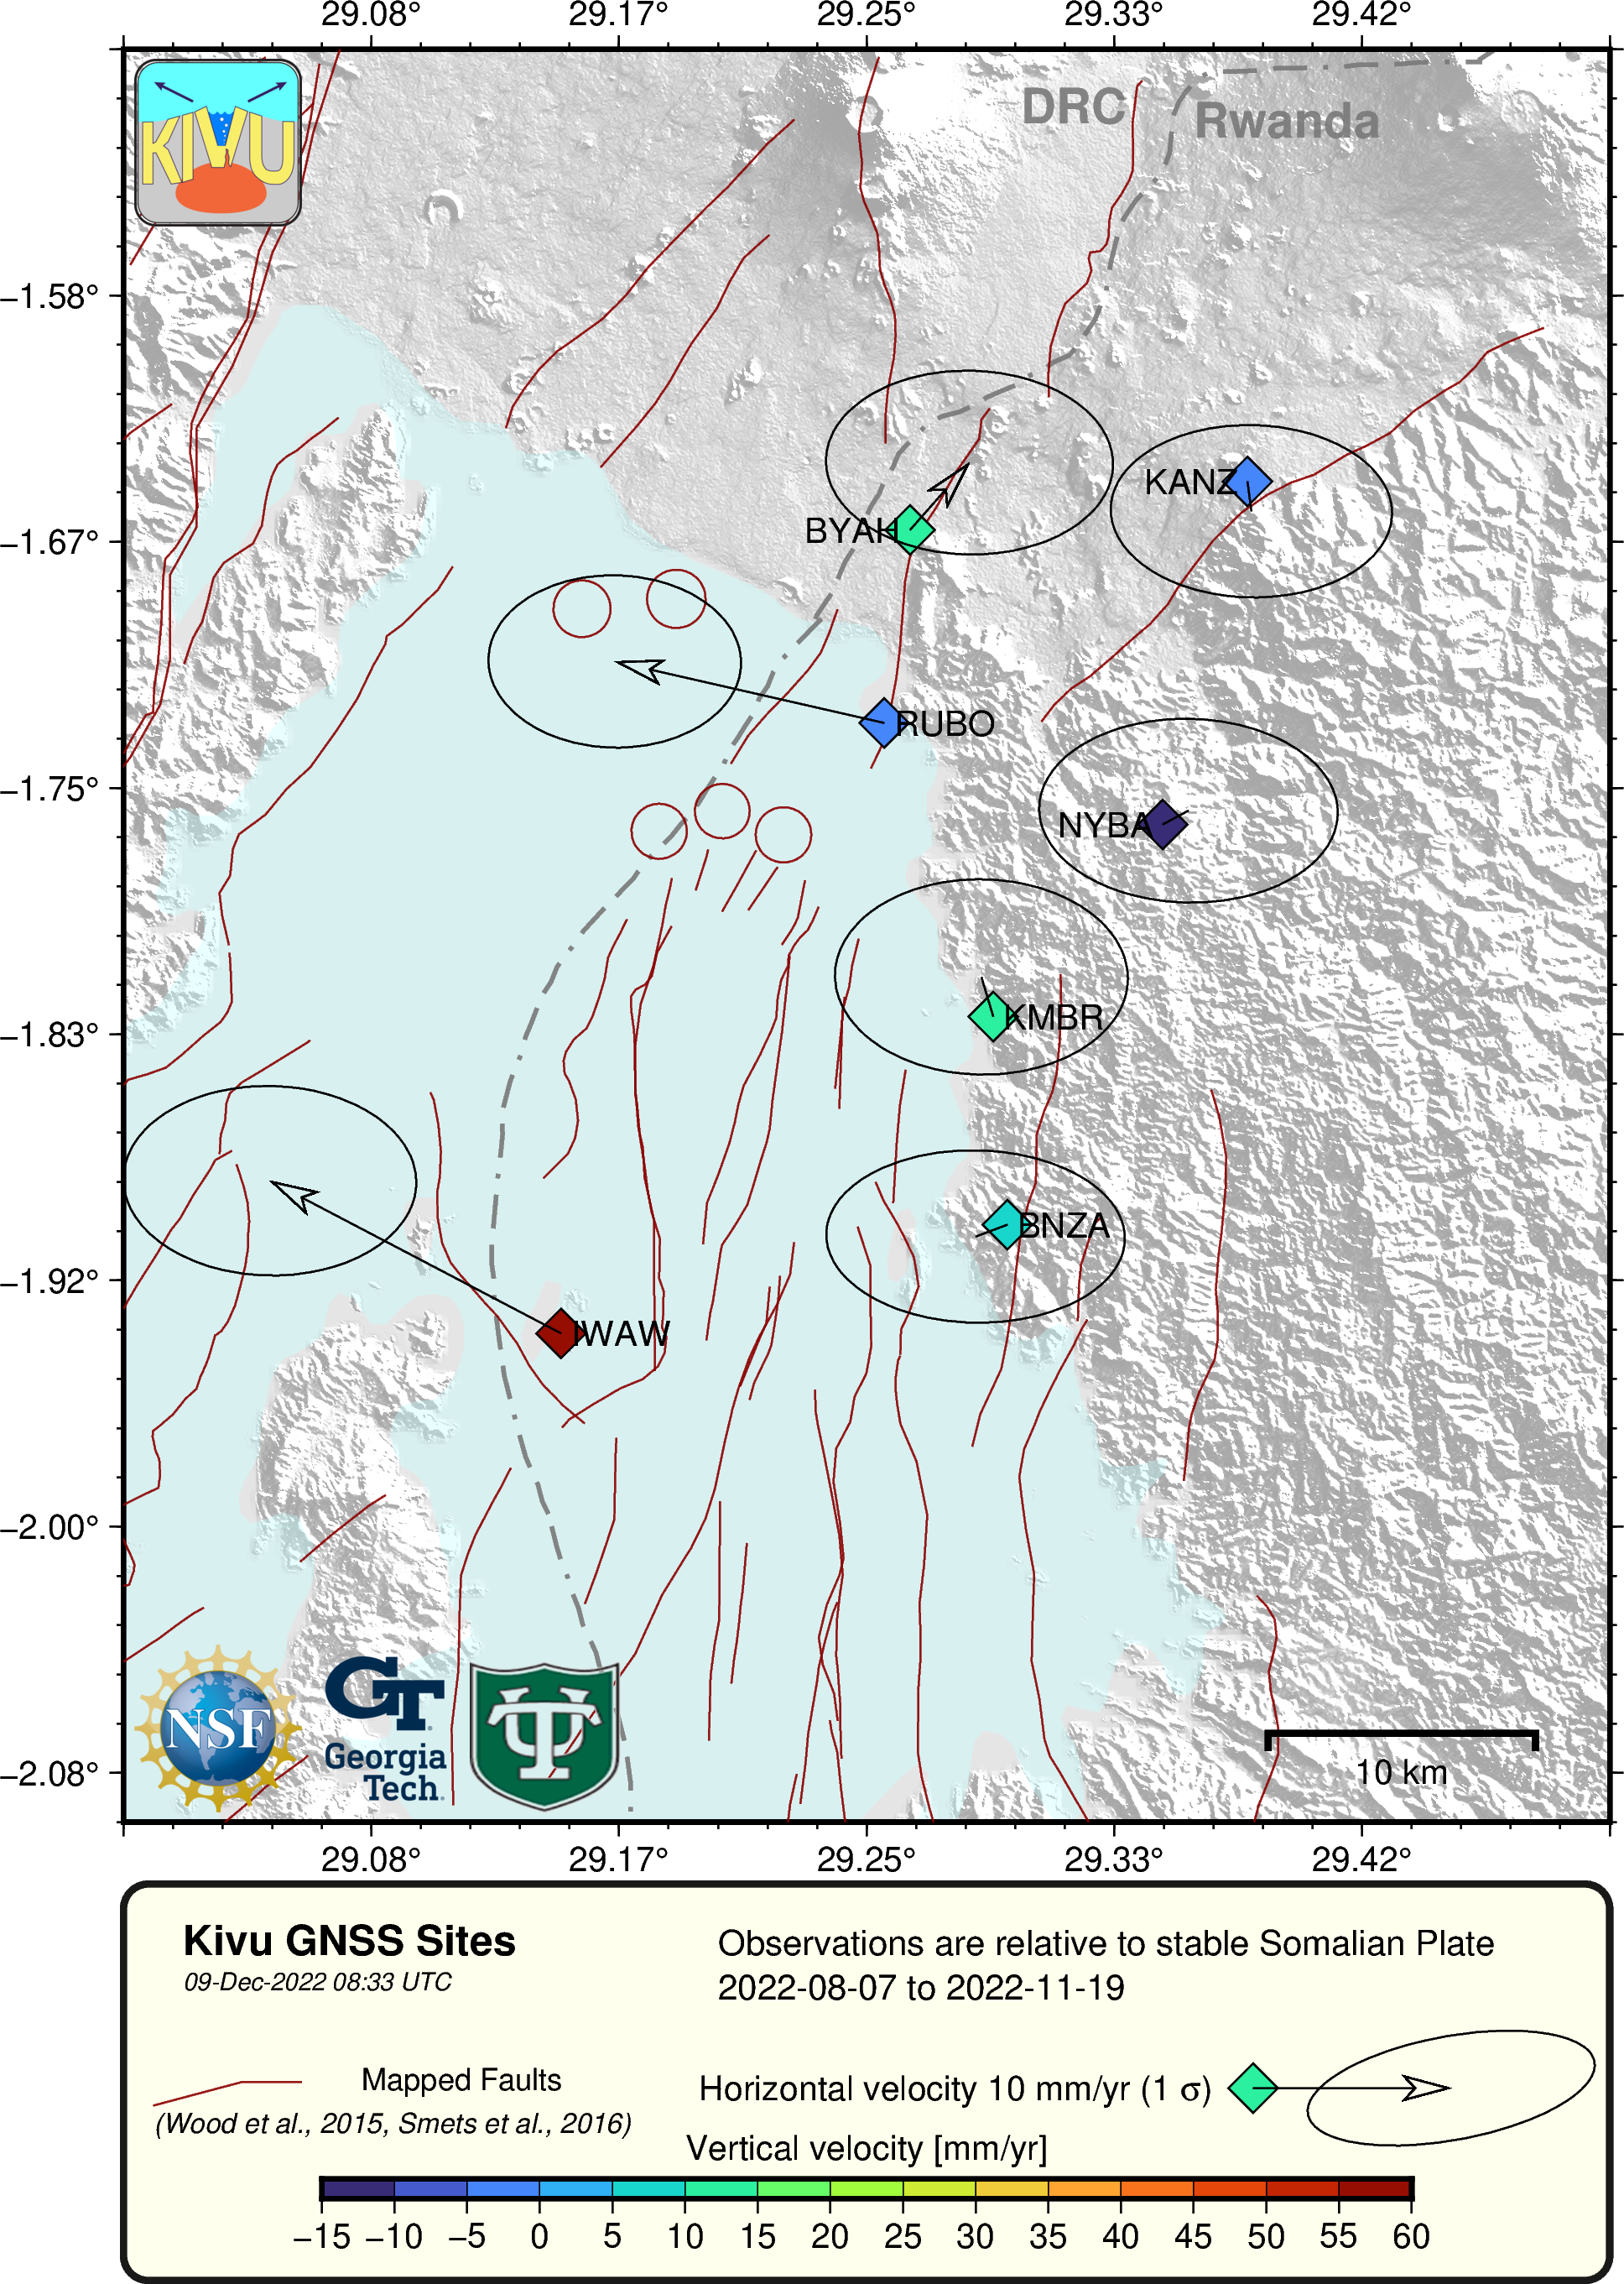 29.08° 29.17° 29.25° 29.33° 29.42°
KIVU
DRC
Rwanda
−1.58°
KANZ
BYAH
−1.67°
RUBO
−1.75°
NYBA
−1.83°
KMBR
BNZA
−1.92°
IWAW
−2.00°
NSF
GT
Georgia
Tech
TU
10 km
−2.08°
29.08° 29.17° 29.25° 29.33° 29.42°
Kivu GNSS Sites
09-Dec-2022 08:33 UTC
Observations are relative to stable Somalian Plate
2022-08-07 to 2022-11-19
Mapped Faults
(Wood et al., 2015, Smets et al., 2016)
Horizontal velocity 10 mm/yr (1 σ)
Vertical velocity [mm/yr]
−15 −10 −5 0 5 10 15 20 25 30 35 40 45 50 55 60